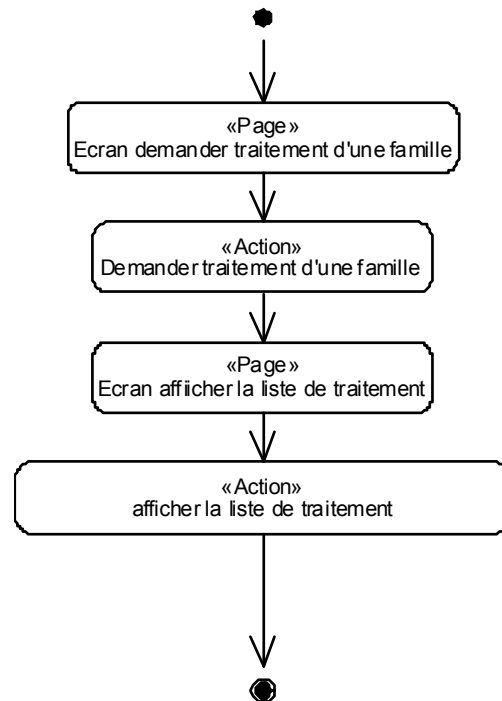 «Page»
Ecran demander traitement d'une famille
«Action»
Demander traitement d'une famille
«Page»
Ecran affiicher la liste de traitement
«Action»
afficher la liste de traitement